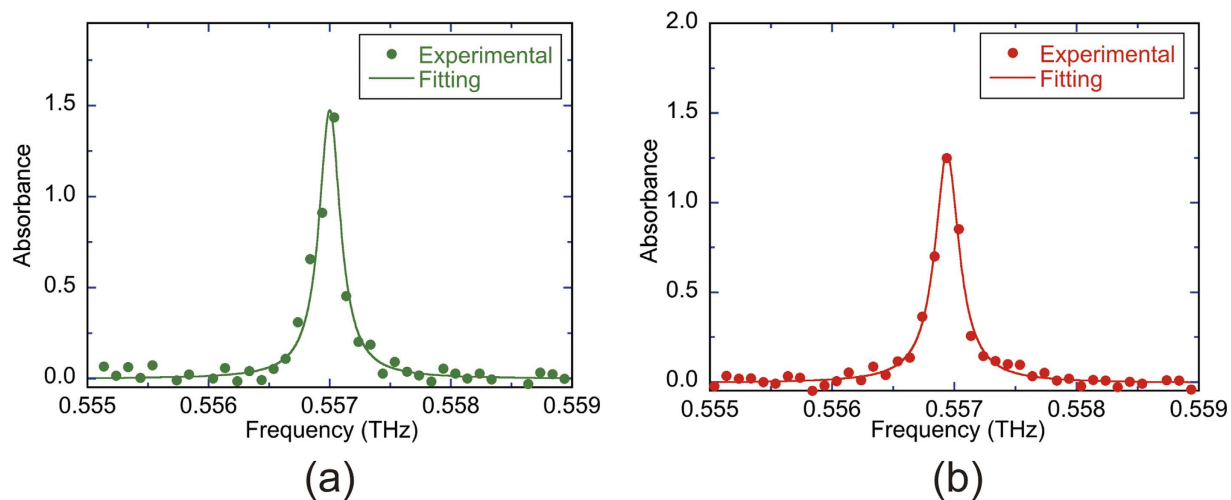 Experimental
Fitting
1.5
1.0
0.5
0.0
Absorbance
0.555
0.556
0.557
0.558
0.559
Frequency (THz)
(a)
2.0
Experimental
Fitting
1.5
1.0
0.5
0.0
Absorbance
0.555
0.556
0.557
0.558
0.559
Frequency (THz)
(b)